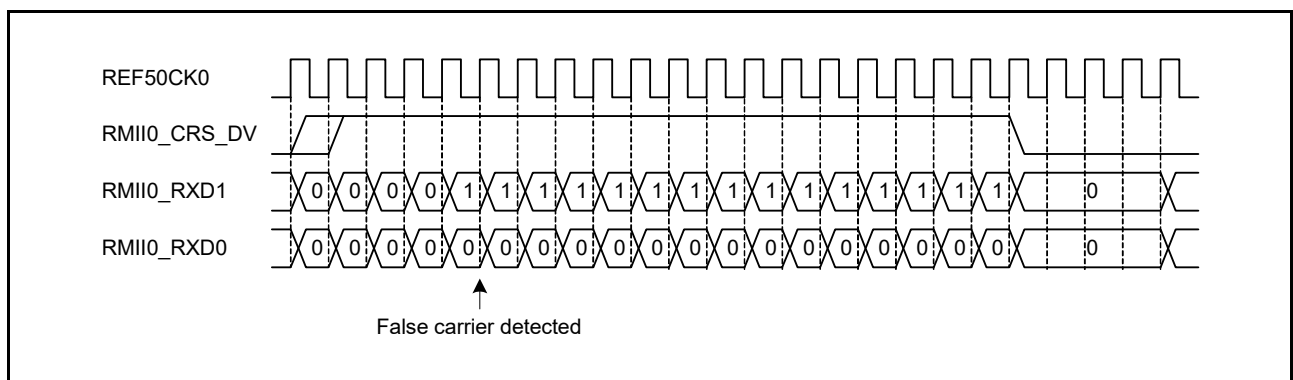 REF50CK0
RMII0_CRS_DV
RMII0_RXD1 0 0 0 0 1 1 1 1 1 1 1 1 1 1 1 1 1 1 1 0
RMII0_RXD0 0 0 0 0 0 0 0 0 0 0 0 0 0 0 0 0 0 0 0 0
False carrier detected